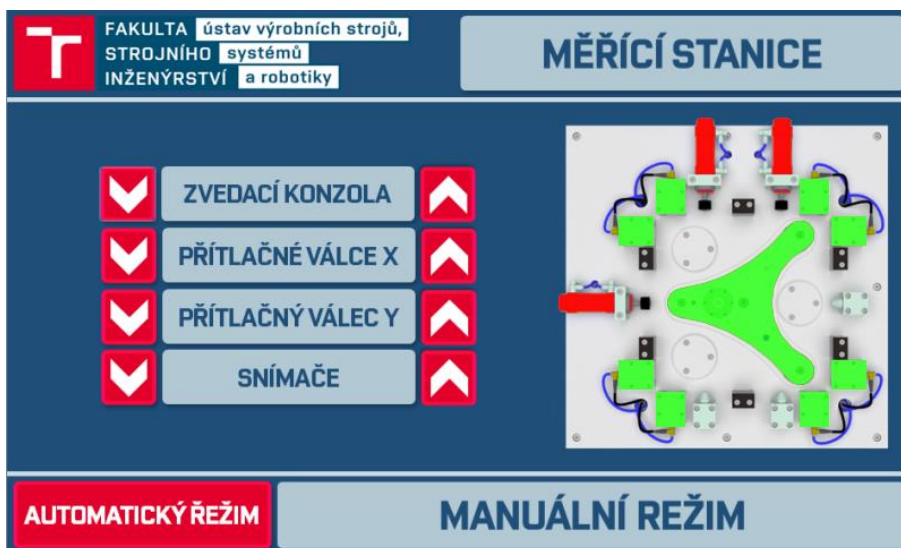 FAKULTA ústav výrobních strojů,
STROJNÍHO systémů
INŽENÝRSTVÍ a robotiky
MĚŘÍCÍ STANICE
ZVEDACÍ KONZOLA
PŘÍTLAČNÉ VÁLCE X
PŘÍTLAČNÝ VÁLEC Y
SNÍMAČE
AUTOMATICKÝ ŘEŽIM
MANUÁLNÍ REŽIM